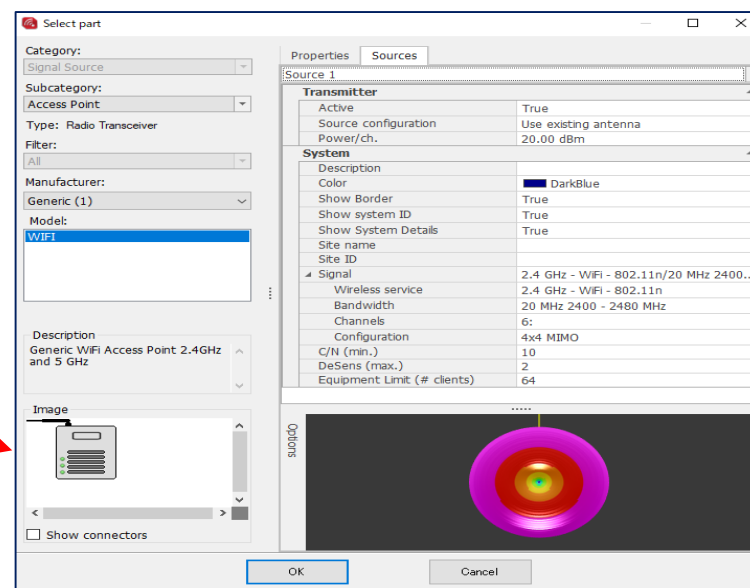 Select part
Category:
Signal Source
Subcategory:
Access Point
Type: Radio Transceiver
Filter:
All
Manufacturer:
Generic (1)
Model:
WIFI
Description
Generic WiFi Access Point 2.4GHz
and 5 GHz
Image
Show connectors
Properties Sources
Source 1
Transmitter
Active True
Source configuration Use existing antenna
Power/ch. 20.00 dBm
System
Description
Color DarkBlue
Show Border True
Show system ID True
Show System Details True
Site name
Site ID
Signal 2.4 GHz - WiFi - 802.11n/20 MHz 2400..
Wireless service 2.4 GHz - WiFi - 802.11n
Bandwidth 20 MHz 2400 - 2480 MHz
Channels 6:
Configuration 4x4 MIMO
C/N (min.) 10
DeSens (max.) 2
Equipment Limit (# clients) 64
Options
OK Cancel